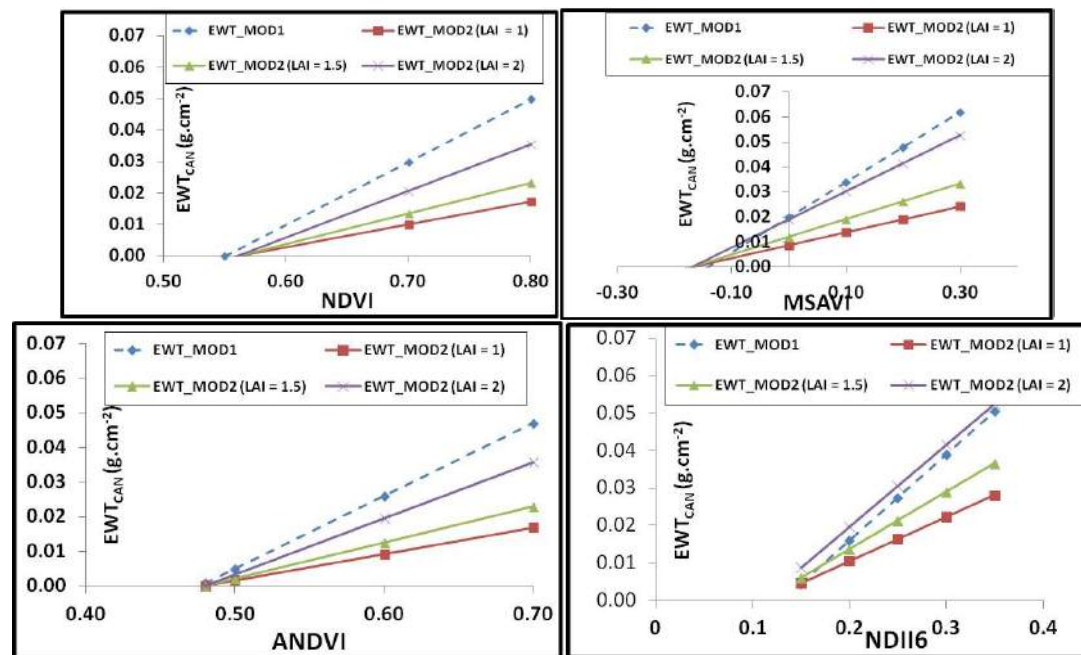 EWT_MOD1 EWT_MOD2 (LAI = 1)
EWT_MOD2 (LAI = 1.5) EWT_MOD2 (LAI = 2)
0.07
0.06
0.05
0.04
0.03
0.02
0.01
0.00
EWT_CAN (g.cm⁻²)
0.50 0.60 0.70 0.80
NDVI
EWT_MOD1 EWT_MOD2 (LAI = 1)
EWT_MOD2 (LAI = 1.5) EWT_MOD2 (LAI = 2)
0.07
0.06
0.05
0.04
0.03
0.02
0.01
0.00
EWT_CAN (g.cm⁻²)
-0.30 -0.10 0.10 0.30
MSAVI
EWT_MOD1 EWT_MOD2 (LAI = 1)
EWT_MOD2 (LAI = 1.5) EWT_MOD2 (LAI = 2)
0.07
0.06
0.05
0.04
0.03
0.02
0.01
0.00
EWT_CAN (g.cm⁻²)
0.40 0.50 0.60 0.70
ANDVI
EWT_MOD1 EWT_MOD2 (LAI = 1)
EWT_MOD2 (LAI = 1.5) EWT_MOD2 (LAI = 2)
0.07
0.06
0.05
0.04
0.03
0.02
0.01
0.00
EWT_CAN (g.cm⁻²)
0 0.1 0.2 0.3 0.4
NDII6